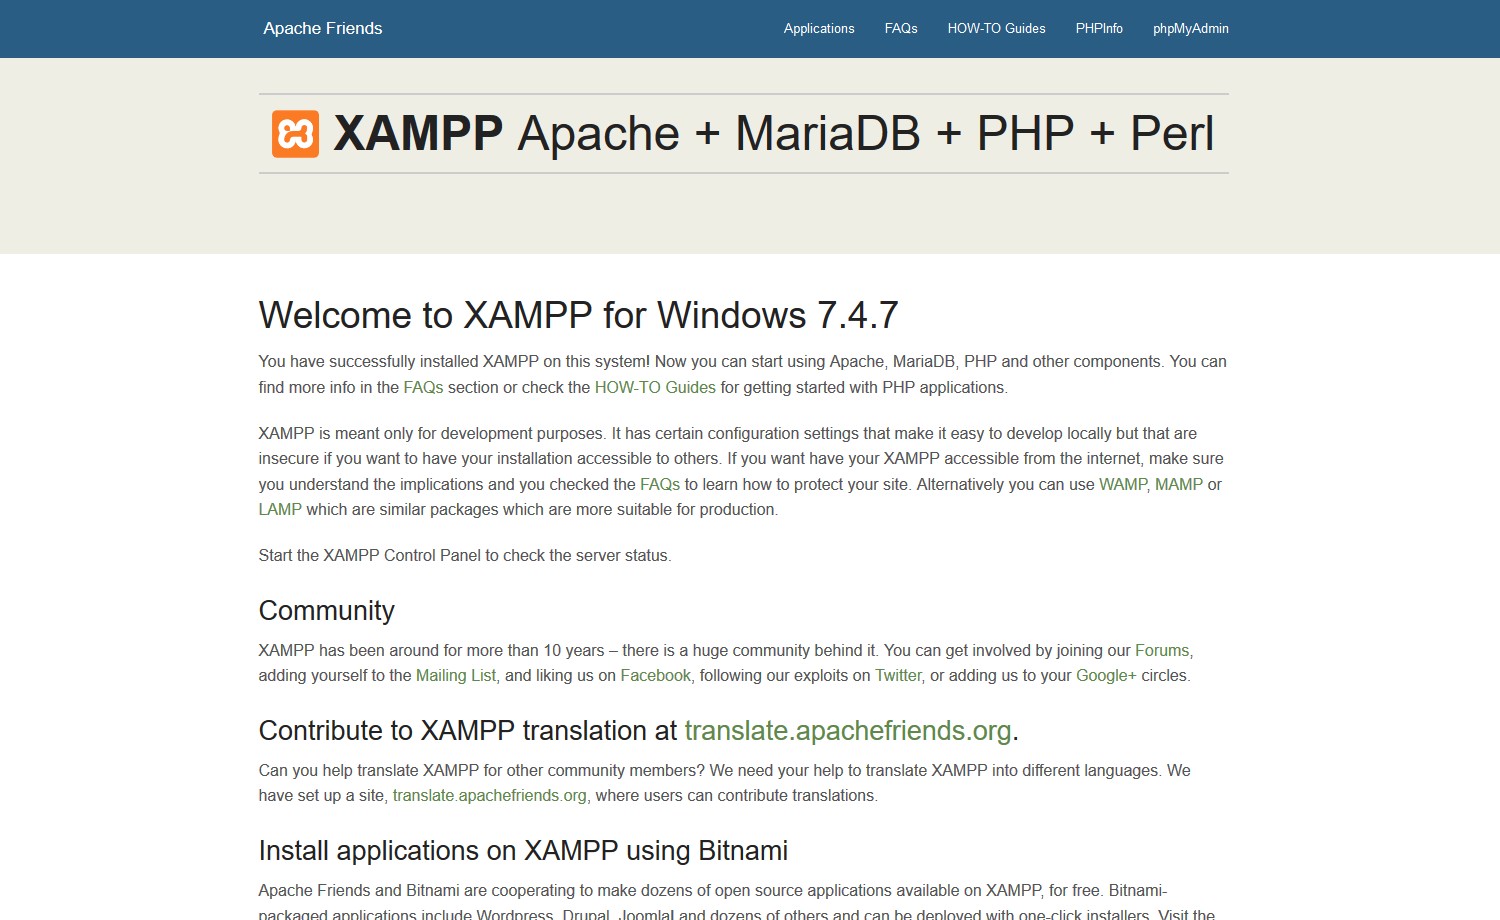 Apache Friends
Applications FAQs HOW-TO Guides PHPInfo phpMyAdmin
XAMPP Apache + MariaDB + PHP + Perl
Welcome to XAMPP for Windows 7.4.7
You have successfully installed XAMPP on this system! Now you can start using Apache, MariaDB, PHP and other components. You can
find more info in the FAQs section or check the HOW-TO Guides for getting started with PHP applications.
XAMPP is meant only for development purposes. It has certain configuration settings that make it easy to develop locally but that are
insecure if you want to have your installation accessible to others. If you want have your XAMPP accessible from the internet, make sure
you understand the implications and you checked the FAQs to learn how to protect your site. Alternatively you can use WAMP, MAMP or
LAMP which are similar packages which are more suitable for production.
Start the XAMPP Control Panel to check the server status.
Community
XAMPP has been around for more than 10 years – there is a huge community behind it. You can get involved by joining our Forums,
adding yourself to the Mailing List, and liking us on Facebook, following our exploits on Twitter, or adding us to your Google+ circles.
Contribute to XAMPP translation at translate.apachefriends.org.
Can you help translate XAMPP for other community members? We need your help to translate XAMPP into different languages. We
have set up a site, translate.apachefriends.org, where users can contribute translations.
Install applications on XAMPP using Bitnami
Apache Friends and Bitnami are cooperating to make dozens of open source applications available on XAMPP, for free. Bitnami-
packaged applications include Wordpress, Drupal, Joomla! and dozens of others and can be deployed with one-click installers. Visit the